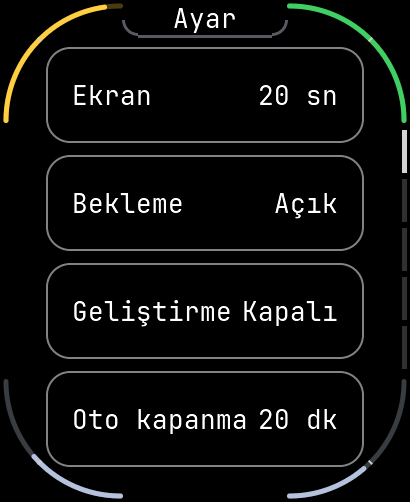 Ayar
Ekran 20 sn
Bekleme Açık
Geliştirme Kapalı
Oto kapanma 20 dk